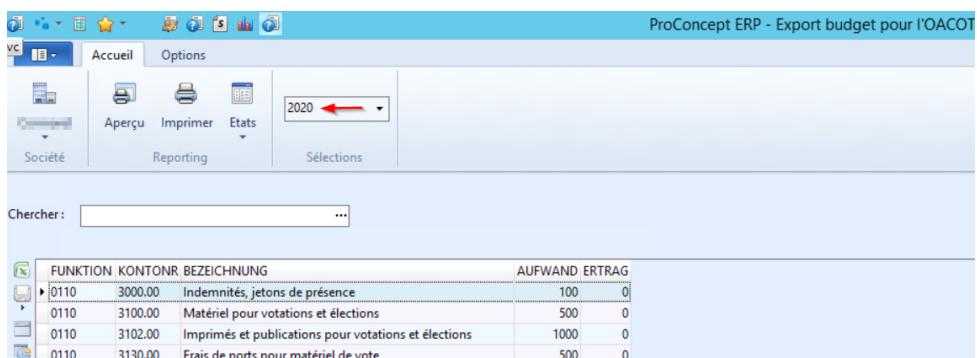 ProConcept ERP - Export budget pour l'OACOT
vc
Accueil Options
2020
Aperçu Imprimer Etats
Société Reporting Sélections
Chercher : ...
FUNKTION KONTONR BEZEICHNUNG AUFWAND ERTRAG
0110 3000.00 Indemnités, jetons de présence 100 0
0110 3100.00 Matériel pour votations et élections 500 0
0110 3102.00 Imprimés et publications pour votations et élections 1000 0
0110 3130.00 Frais de ports pour matériel de vote 500 0